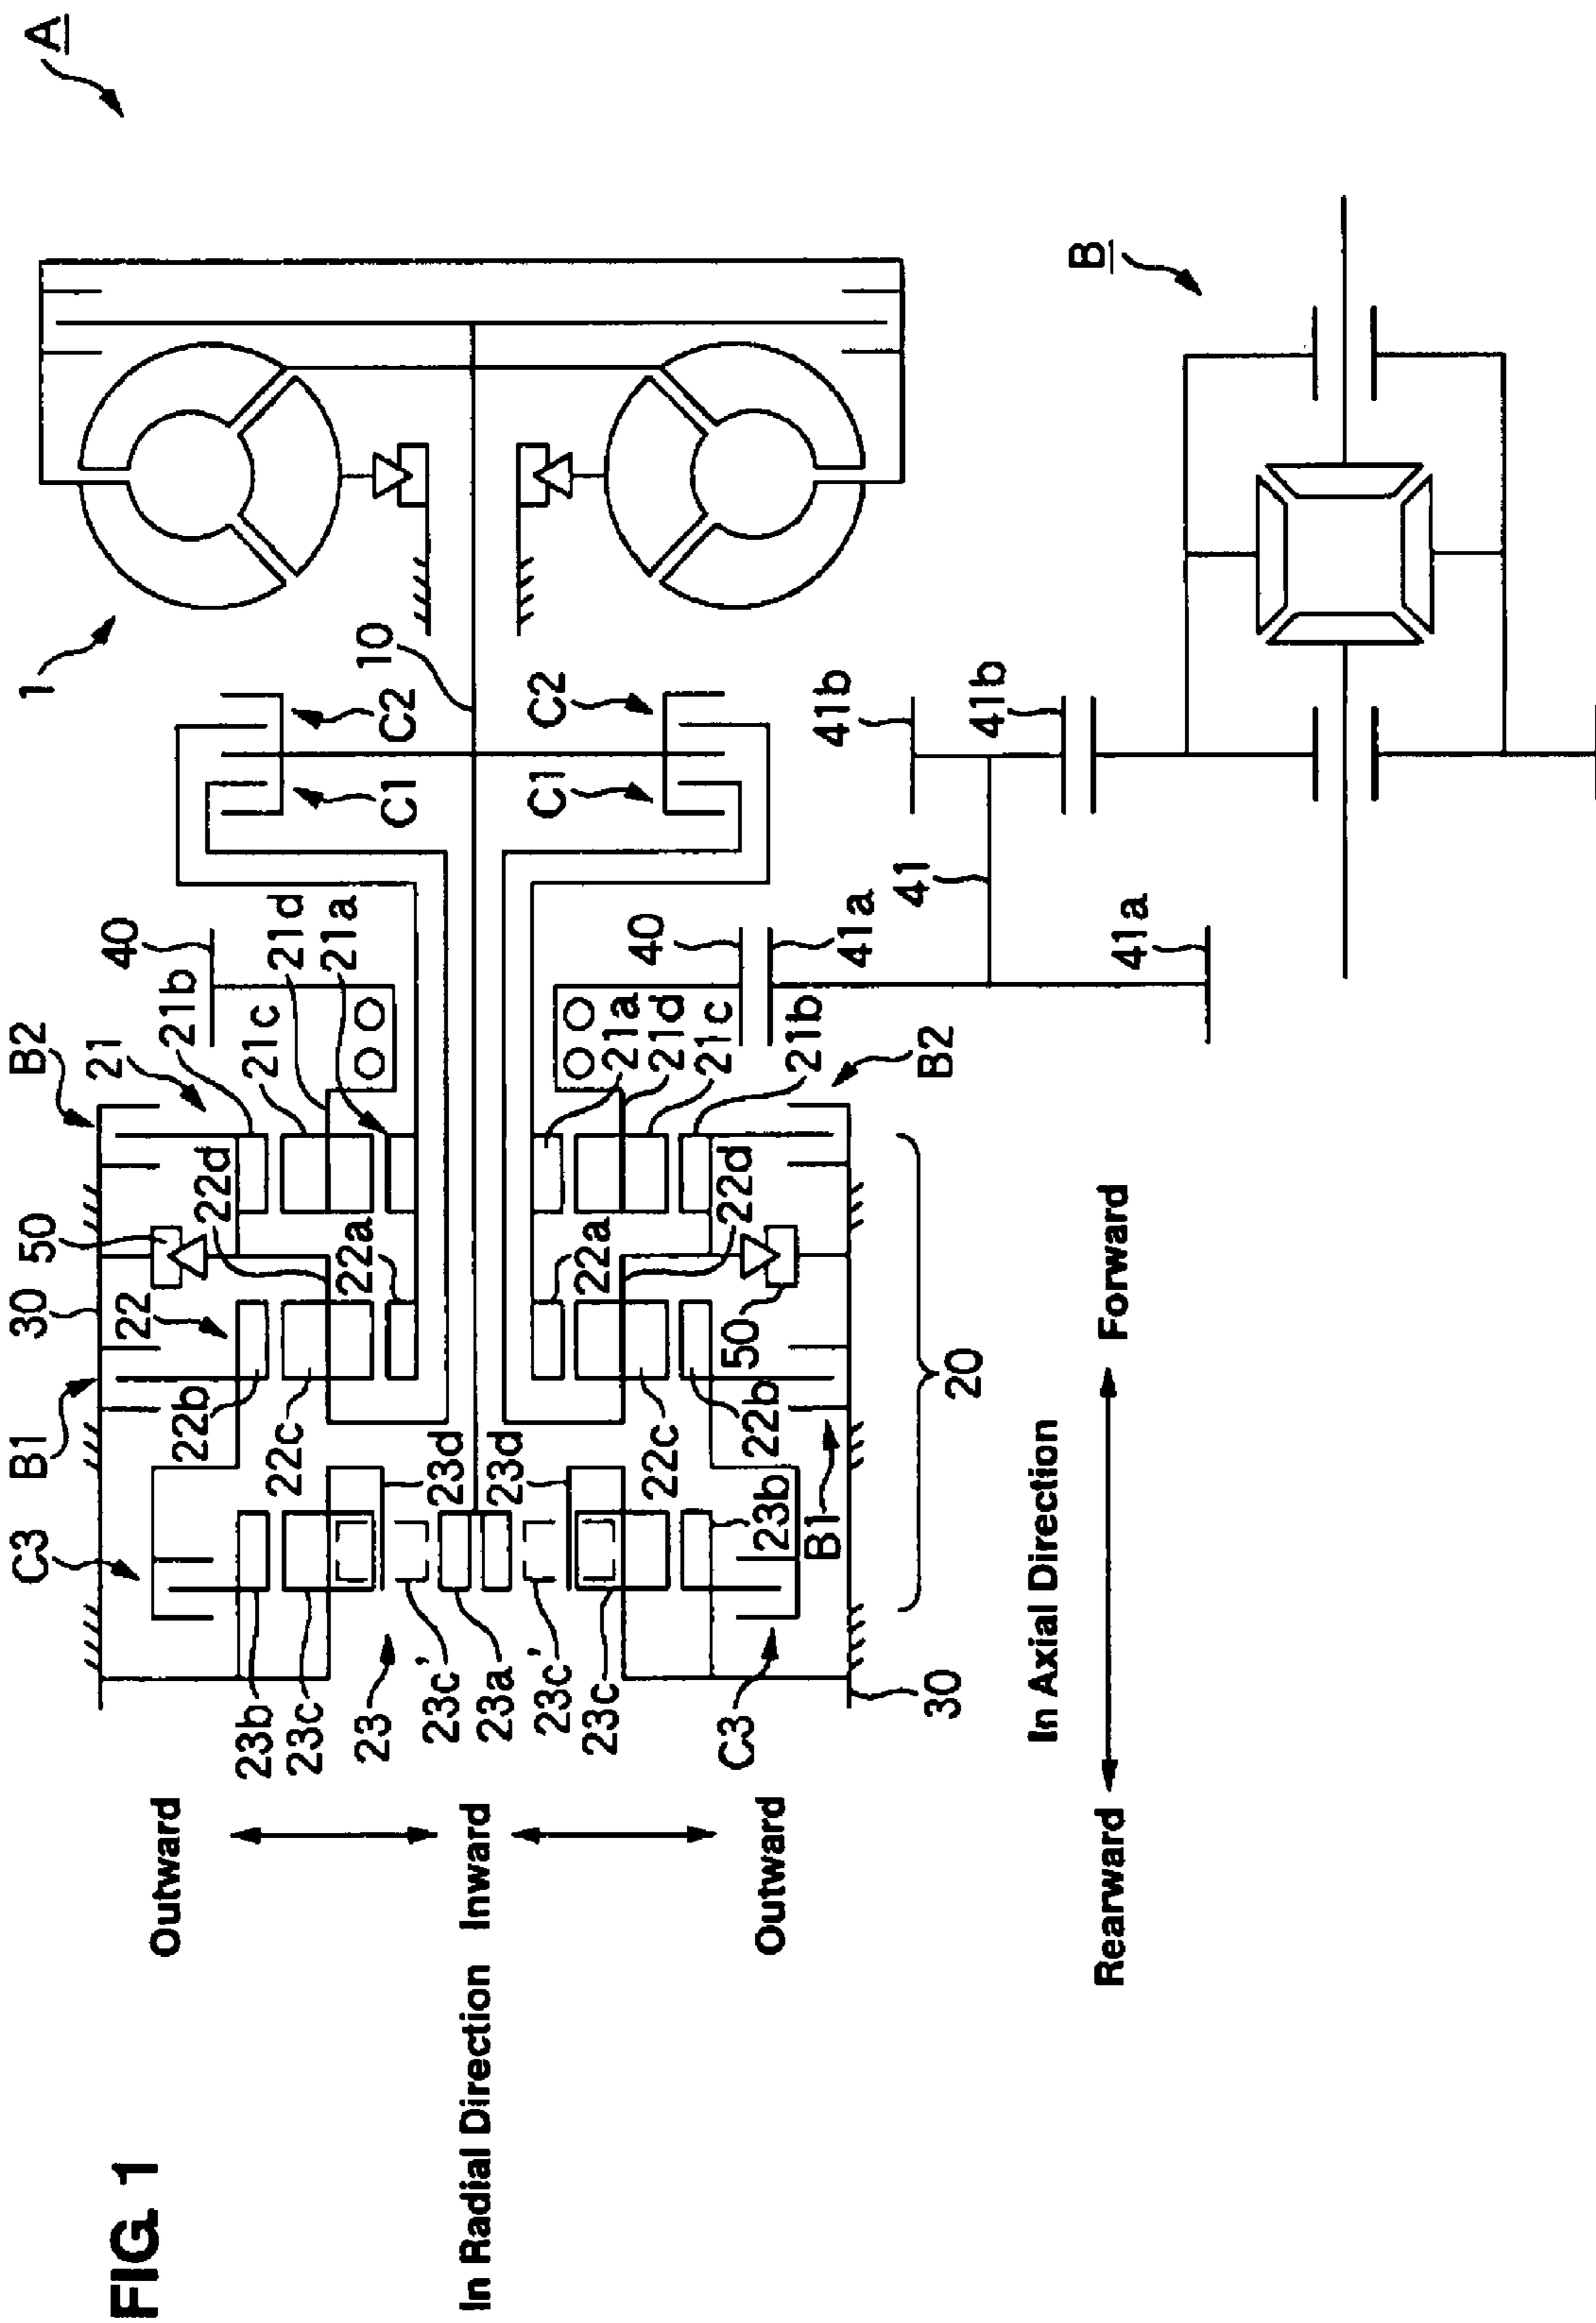 FIG. 1
A
1
10
C2
C1
C2
C1
B
41b
41b
41
41a
41a
40
40
21d
21a
21b
21c
21
B2
21a
21d
21c
21b
B2
50
30
22
22d
22a
22b
22c
B1
22a
22d
50
22c
22b
B1
20
C3
23d
23d
23b
23b
23c
23
23c'
23a
23c'
23c
C3
30
Outward
Inward
Outward
In Radial Direction
In Axial Direction
Rearward
Forward